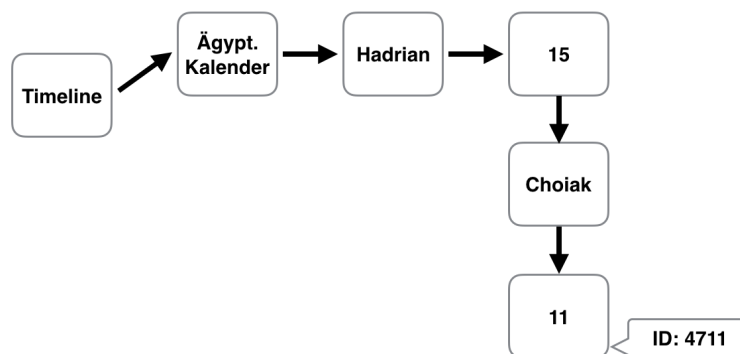 Timeline
Ägypt.
Kalender
Hadrian
15
Choiak
11
ID: 4711